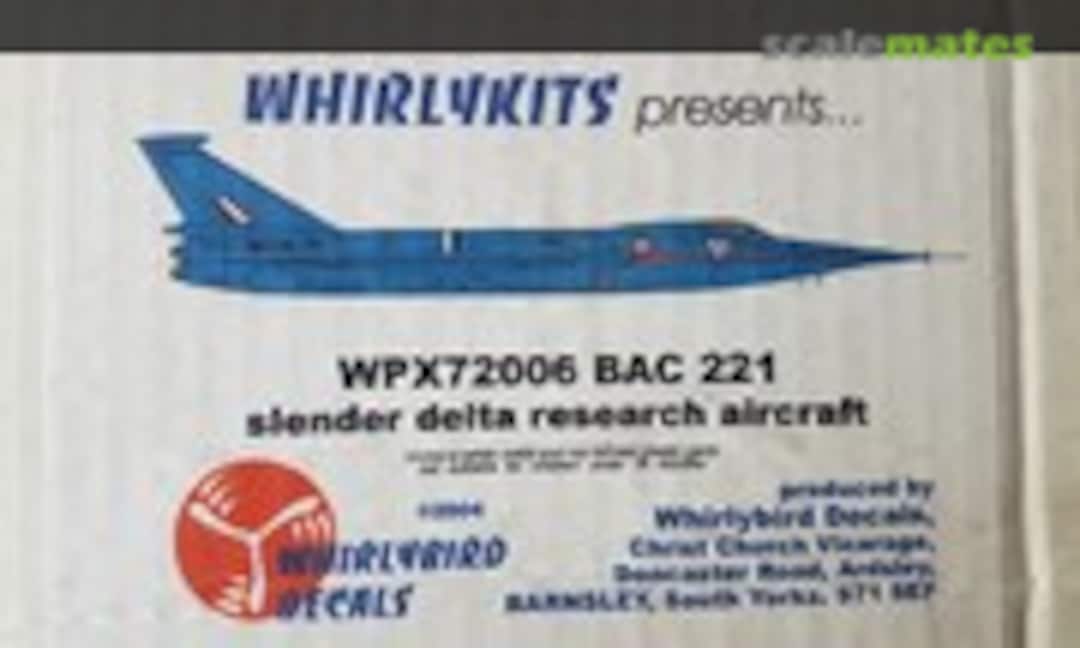 scalemates
WHIRLYKITS presents...
WPX72006 BAC 221
slender delta research aircraft
©2004
WHIRLYBIRD
DECALS
produced by
Whirlybird Decals,
Christ Church Vicarage,
Doncaster Road, Ardsley,
BARNSLEY, South Yorks. S71 5EF